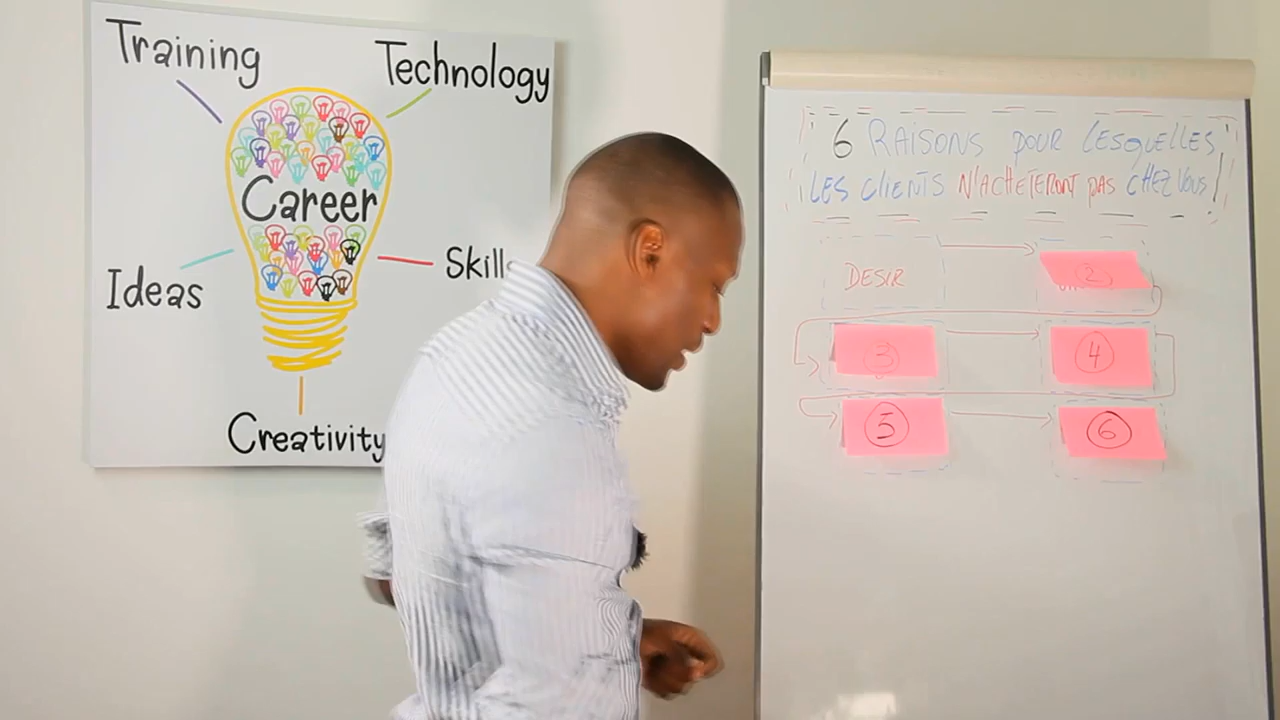 Training
Technology
Career
Ideas
Skills
Creativity
6 RAISONS POUR LESQUELLES
LES CLIENTS N'ACHETERONT PAS CHEZ VOUS!
DESIR
2
3
4
5
6